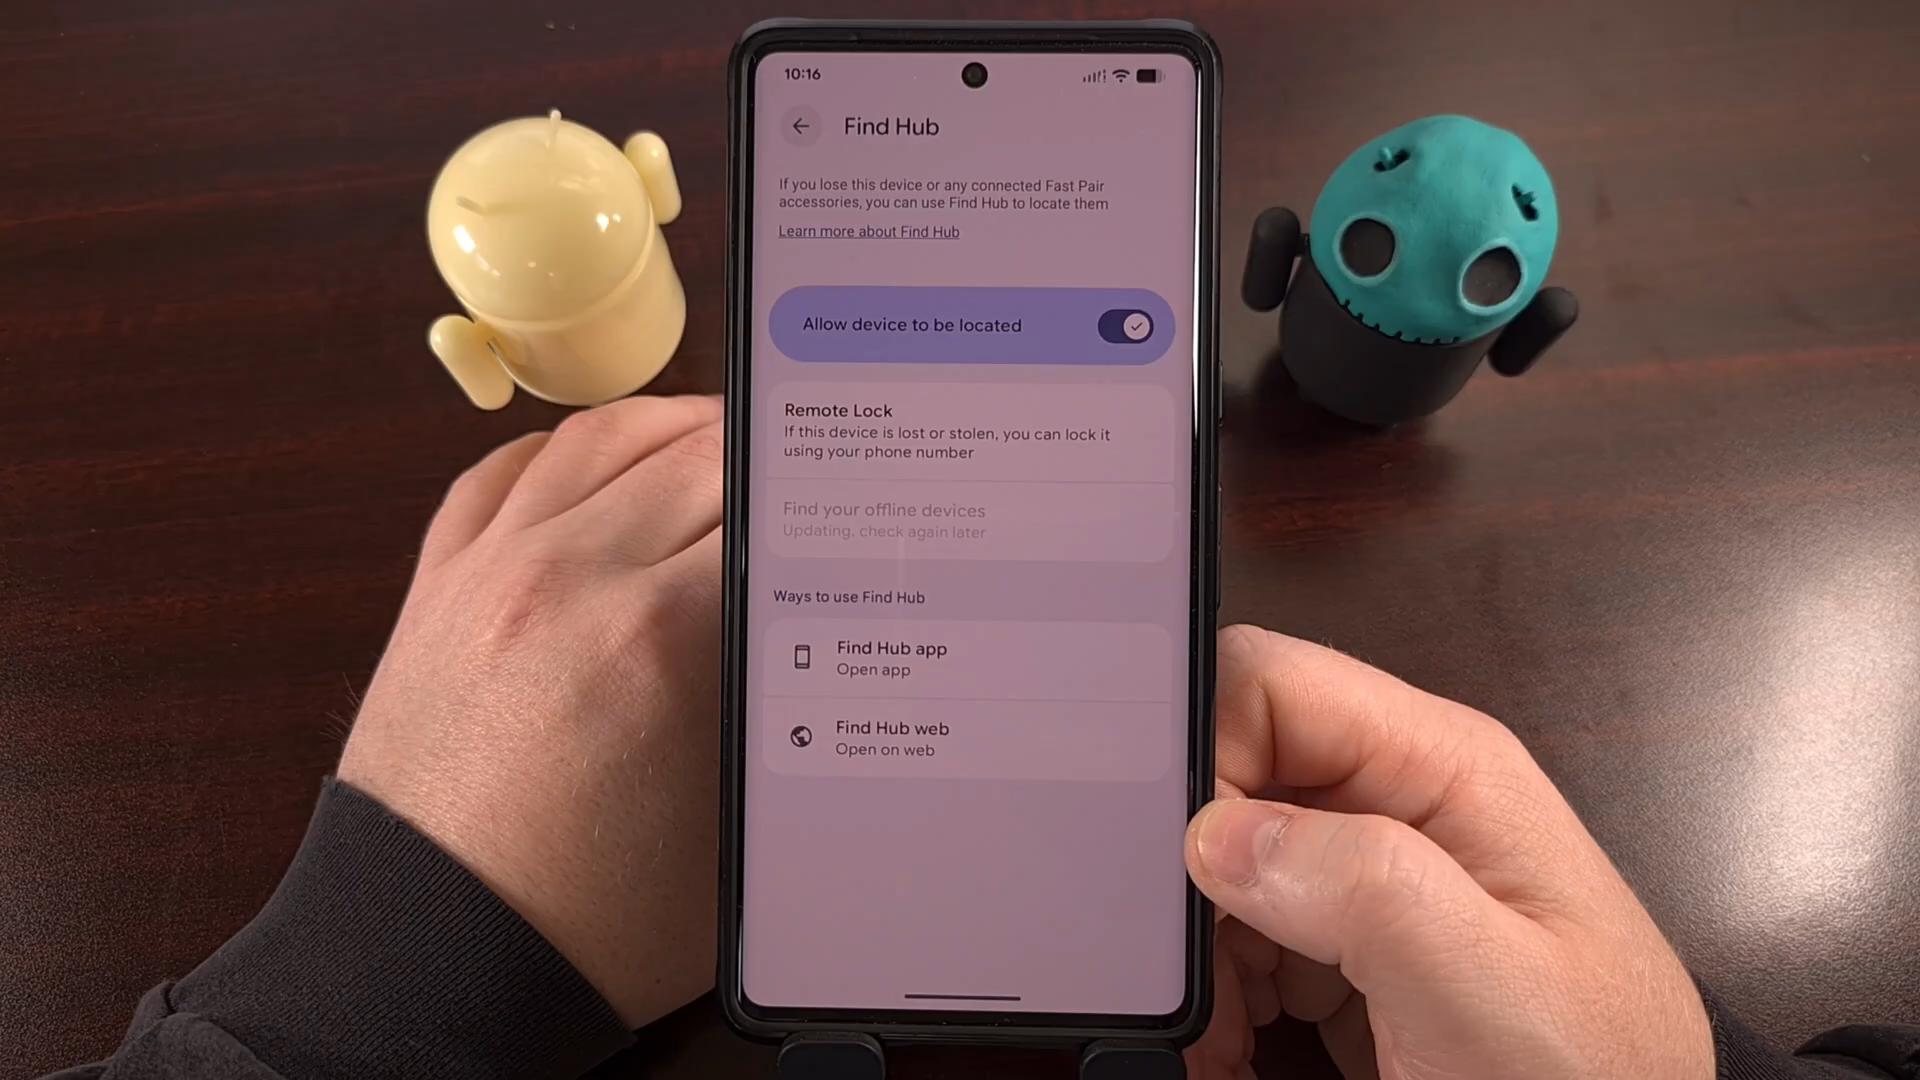 10:16
Find Hub
If you lose this device or any connected Fast Pair
accessories, you can use Find Hub to locate them
Learn more about Find Hub
Allow device to be located
Remote Lock
If this device is lost or stolen, you can lock it
using your phone number
Find your offline devices
Updating, check again later
Ways to use Find Hub
Find Hub app
Open app
Find Hub web
Open on web